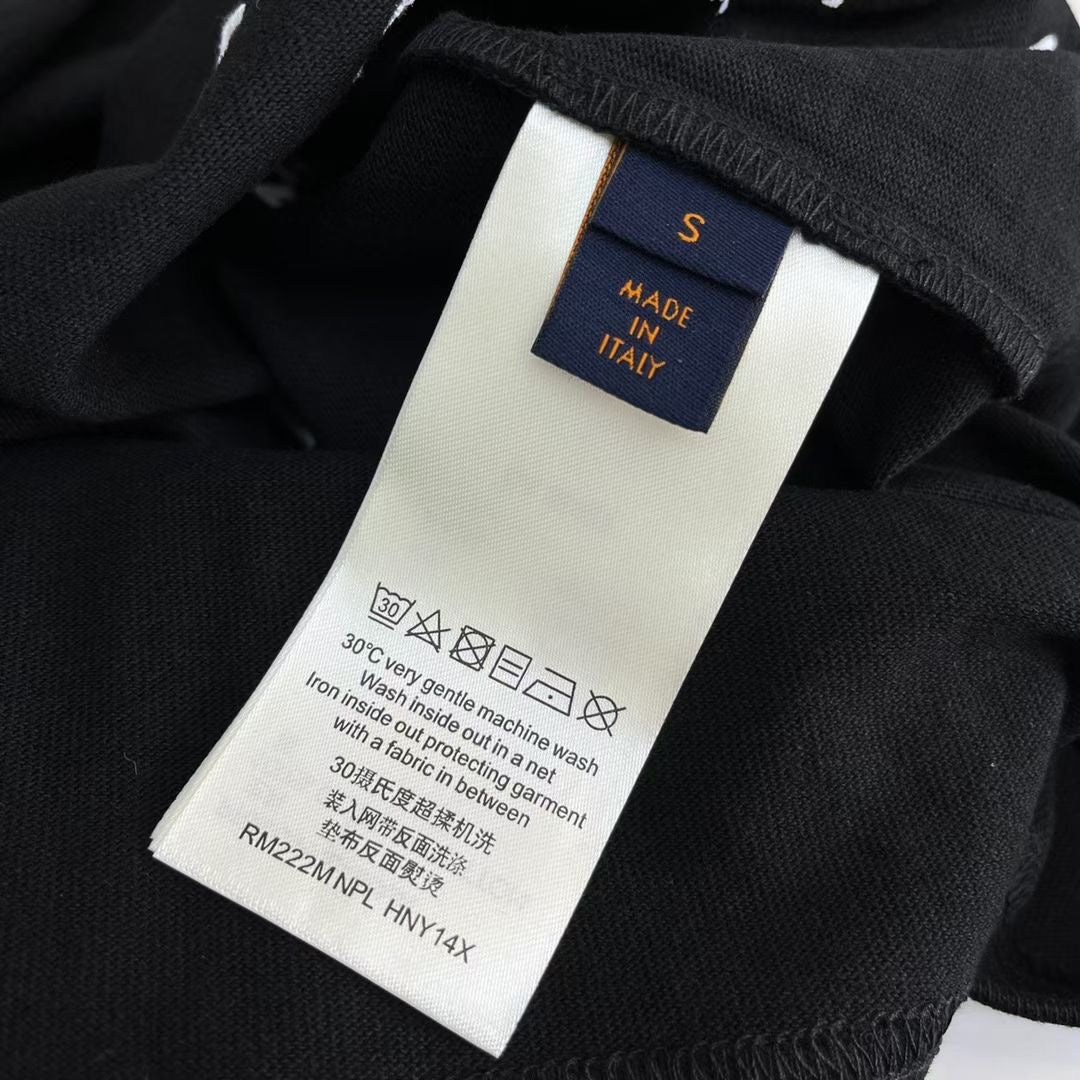 S
MADE
IN
ITALY
30
30°C very gentle machine wash
Wash inside out in a net
Iron inside out protecting garment
with a fabric in between
30摄氏度超揉机洗
装入网带反面洗涤
垫布反面熨烫
RM222M NPL HNY14X